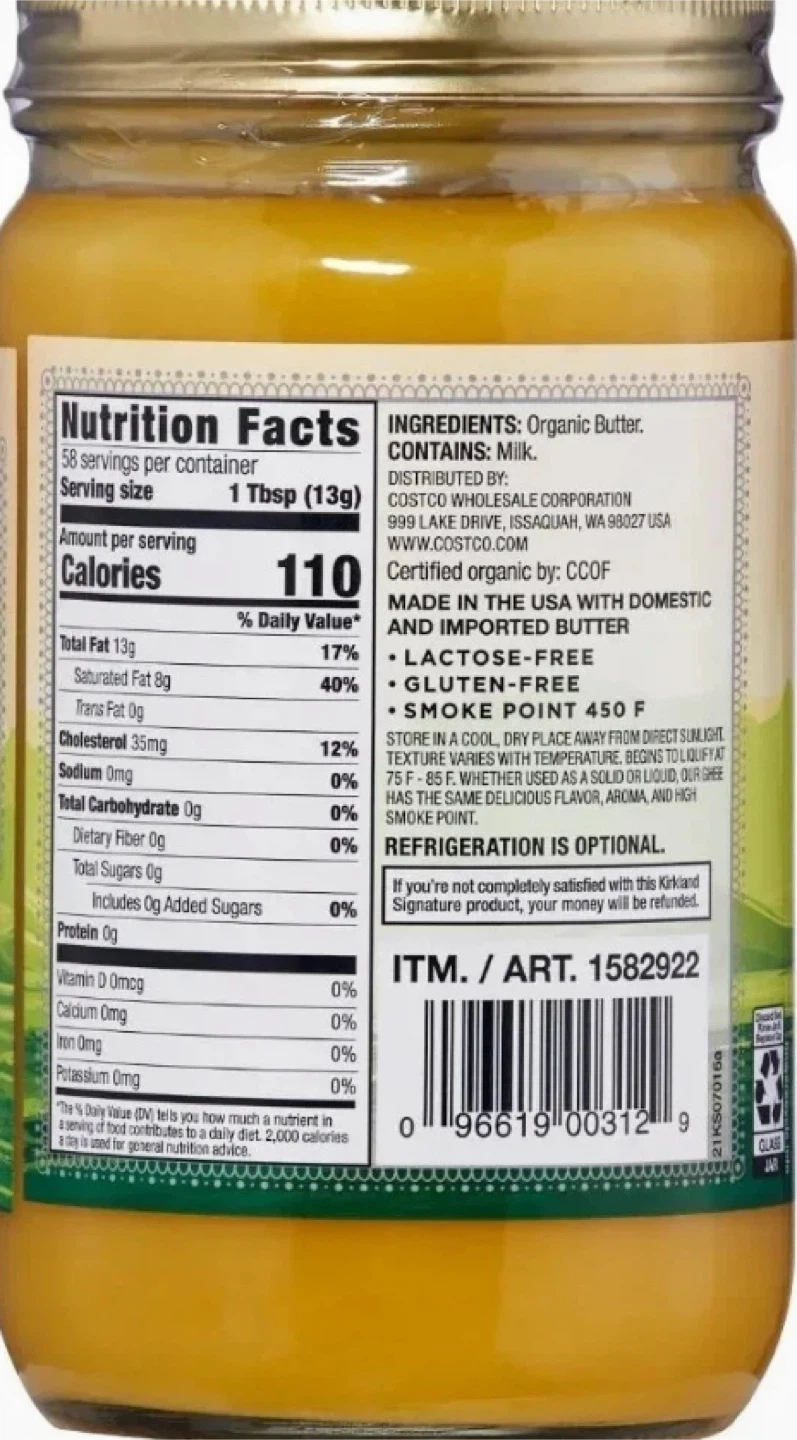 Nutrition Facts
58 servings per container
Serving size 1 Tbsp (13g)
Amount per serving
Calories 110
% Daily Value*
Total Fat 13g 17%
Saturated Fat 8g 40%
Trans Fat 0g
Cholesterol 35mg 12%
Sodium 0mg 0%
Total Carbohydrate 0g 0%
Dietary Fiber 0g 0%
Total Sugars 0g
Includes 0g Added Sugars 0%
Protein 0g
Vitamin D 0mcg 0%
Calcium 0mg 0%
Iron 0mg 0%
Potassium 0mg 0%
*The % Daily Value (DV) tells you how much a nutrient in
a serving of food contributes to a daily diet. 2,000 calories
a day is used for general nutrition advice.
INGREDIENTS: Organic Butter.
CONTAINS: Milk.
DISTRIBUTED BY:
COSTCO WHOLESALE CORPORATION
999 LAKE DRIVE, ISSAQUAH, WA 98027 USA
WWW.COSTCO.COM
Certified organic by: CCOF
MADE IN THE USA WITH DOMESTIC
AND IMPORTED BUTTER
• LACTOSE-FREE
• GLUTEN-FREE
• SMOKE POINT 450 F
STORE IN A COOL, DRY PLACE AWAY FROM DIRECT SUNLIGHT.
TEXTURE VARIES WITH TEMPERATURE. BEGINS TO LIQUIFY AT
75 F - 85 F. WHETHER USED AS A SOLID OR LIQUID, OUR GHEE
HAS THE SAME DELICIOUS FLAVOR, AROMA, AND HIGH
SMOKE POINT.
REFRIGERATION IS OPTIONAL.
If you're not completely satisfied with this Kirkland
Signature product, your money will be refunded.
ITM. / ART. 1582922
0 96619 00312 9
21KS07016a
GLASS
JAR